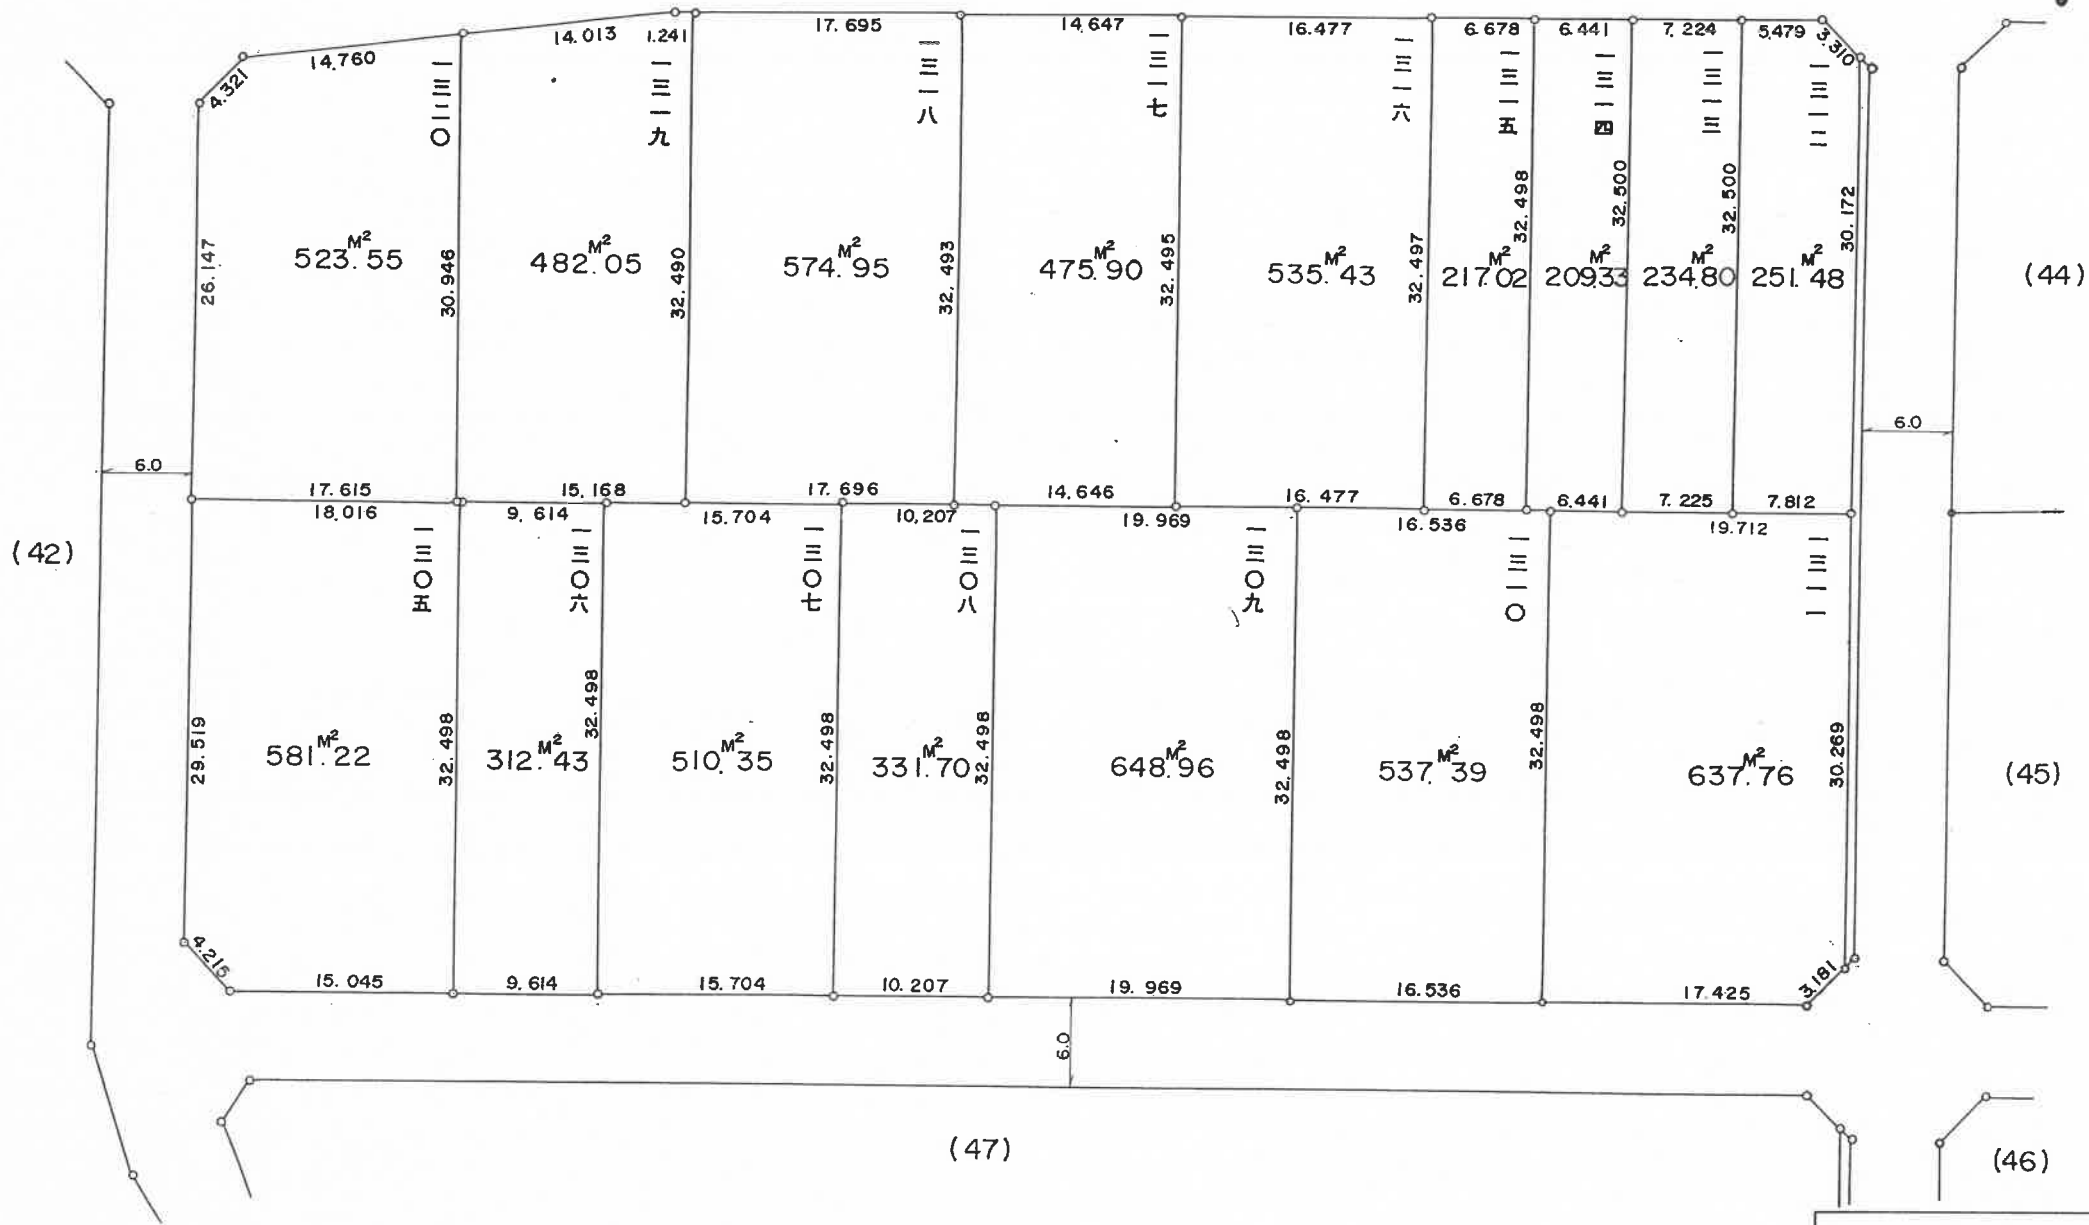 17.695
14.647
16.477
6.678
6.441
7.224
5.479
3.310
14.013
1.241
14.760
4.321
一三二〇
一三一九
一三一八
一三一七
一三一六
一三一五
一三一四
一三一三
一三一二
26.147
523.55 M²
30.946
482.05 M²
32.490
574.95 M²
32.493
475.90 M²
32.495
535.43 M²
32.497
217.02 M²
32.498
209.33 M²
32.500
234.80 M²
32.500
251.48 M²
30.172
(44)
6.0
6.0
17.615
15.168
17.696
14.646
16.477
6.678
6.441
7.225
7.812
18.016
9.614
15.704
10.207
19.969
16.536
19.712
(42)
一三〇五
一三〇六
一三〇七
一三〇八
一三〇九
一三一〇
一三一一
29.519
581.22 M²
32.498
312.43 M²
32.498
510.35 M²
32.498
331.70 M²
32.498
648.96 M²
32.498
537.39 M²
32.498
637.76 M²
30.269
(45)
4.215
15.045
9.614
15.704
10.207
19.969
16.536
17.425
3.181
6.0
(47)
(46)